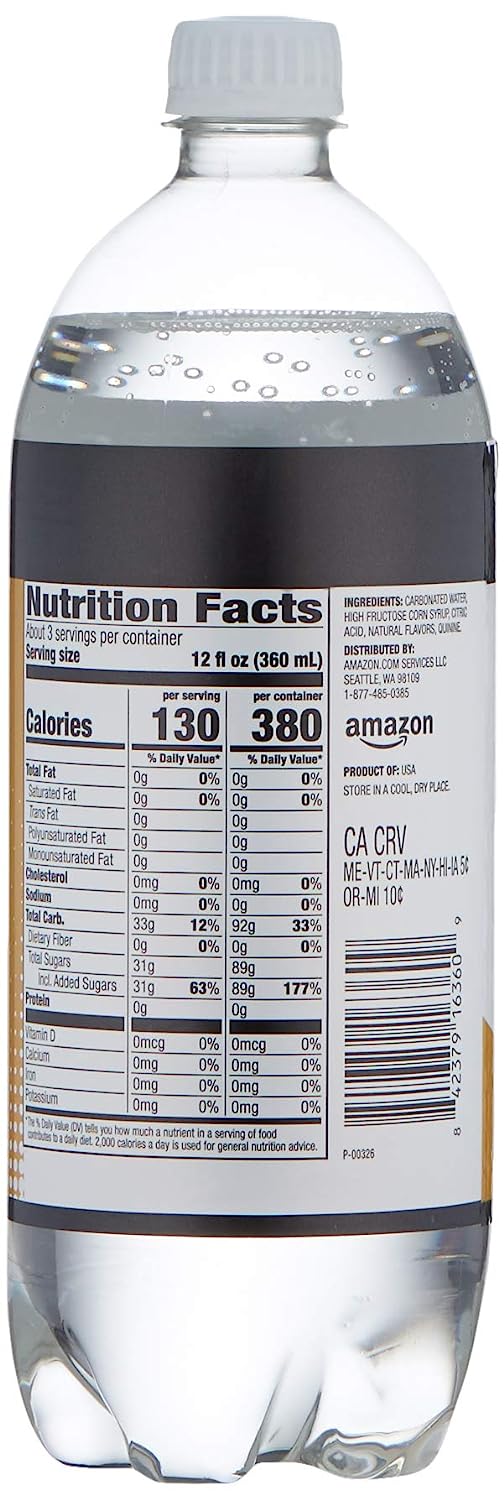 Nutrition Facts
About 3 servings per container
Serving size 12 fl oz (360 mL)
per serving per container
Calories 130 380
% Daily Value* % Daily Value*
Total Fat 0g 0% 0g 0%
Saturated Fat 0g 0% 0g 0%
Trans Fat 0g 0g
Polyunsaturated Fat 0g 0g
Monounsaturated Fat 0g 0g
Cholesterol 0mg 0% 0mg 0%
Sodium 0mg 0% 0mg 0%
Total Carb. 33g 12% 92g 33%
Dietary Fiber 0g 0% 0g 0%
Total Sugars 31g 89g
Incl. Added Sugars 31g 63% 89g 177%
Protein 0g 0g
Vitamin D 0mcg 0% 0mcg 0%
Calcium 0mg 0% 0mg 0%
Iron 0mg 0% 0mg 0%
Potassium 0mg 0% 0mg 0%
*The % Daily Value (DV) tells you how much a nutrient in a serving of food
contributes to a daily diet. 2,000 calories a day is used for general nutrition advice.
INGREDIENTS: CARBONATED WATER,
HIGH FRUCTOSE CORN SYRUP, CITRIC
ACID, NATURAL FLAVORS, QUININE.
DISTRIBUTED BY:
AMAZON.COM SERVICES LLC
SEATTLE, WA 98109
1-877-485-0385
amazon
PRODUCT OF: USA
STORE IN A COOL, DRY PLACE.
CA CRV
ME-VT-CT-MA-NY-HI-IA 5¢
OR-MI 10¢
8 42379 16360 9
P-00326